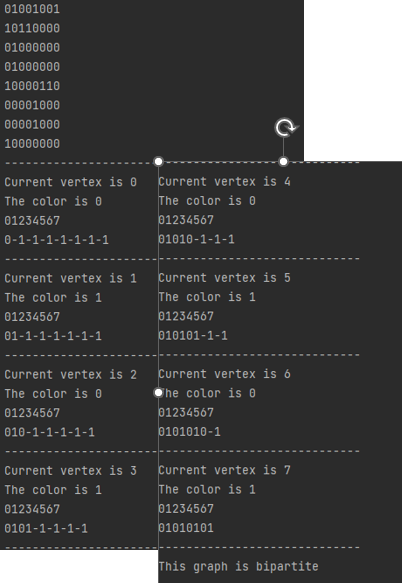 01001001
10110000
01000000
01000000
10000110
00001000
00001000
10000000
----------------------
Current vertex is 0
The color is 0
01234567
0-1-1-1-1-1-1-1
----------------------
Current vertex is 1
The color is 1
01234567
01-1-1-1-1-1-1
----------------------
Current vertex is 2
The color is 0
01234567
010-1-1-1-1-1
----------------------
Current vertex is 3
The color is 1
01234567
0101-1-1-1-1
----------------------
-----------------------------
Current vertex is 4
The color is 0
01234567
01010-1-1-1
-----------------------------
Current vertex is 5
The color is 1
01234567
010101-1-1
-----------------------------
Current vertex is 6
The color is 0
01234567
0101010-1
-----------------------------
Current vertex is 7
The color is 1
01234567
01010101
-----------------------------
This graph is bipartite